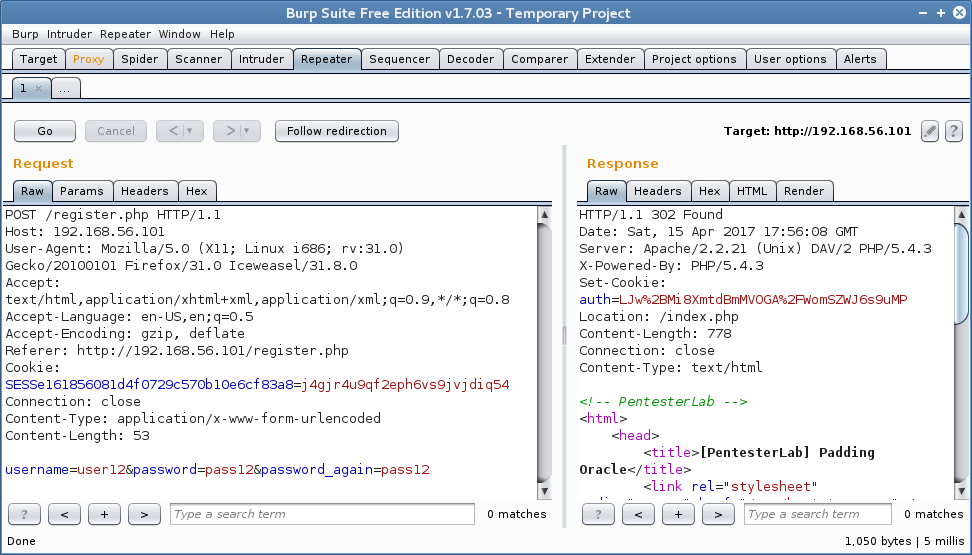 Burp Suite Free Edition v1.7.03 - Temporary Project
Burp Intruder Repeater Window Help
Target Proxy Spider Scanner Intruder Repeater Sequencer Decoder Comparer Extender Project options User options Alerts
1 × ...
Go Cancel < > Follow redirection Target: http://192.168.56.101 ?
Request
Raw Params Headers Hex
POST /register.php HTTP/1.1
Host: 192.168.56.101
User-Agent: Mozilla/5.0 (X11; Linux i686; rv:31.0)
Gecko/20100101 Firefox/31.0 Iceweasel/31.8.0
Accept:
text/html,application/xhtml+xml,application/xml;q=0.9,*/*;q=0.8
Accept-Language: en-US,en;q=0.5
Accept-Encoding: gzip, deflate
Referer: http://192.168.56.101/register.php
Cookie:
SESSe161856081d4f0729c570b10e6cf83a8=j4gjr4u9qf2eph6vs9jvjdiq54
Connection: close
Content-Type: application/x-www-form-urlencoded
Content-Length: 53
username=user12&password=pass12&password_again=pass12
? < + > Type a search term 0 matches
Response
Raw Headers Hex HTML Render
HTTP/1.1 302 Found
Date: Sat, 15 Apr 2017 17:56:08 GMT
Server: Apache/2.2.21 (Unix) DAV/2 PHP/5.4.3
X-Powered-By: PHP/5.4.3
Set-Cookie:
auth=LJw%2BMi8XmtdBmMVOGA%2FWomSZWJ6s9uMP
Location: /index.php
Content-Length: 778
Connection: close
Content-Type: text/html
<!-- PentesterLab -->
<html>
<head>
<title>[PentesterLab] Padding
Oracle</title>
<link rel="stylesheet"
? < + > Type a search term 0 matches
Done 1,050 bytes | 5 millis